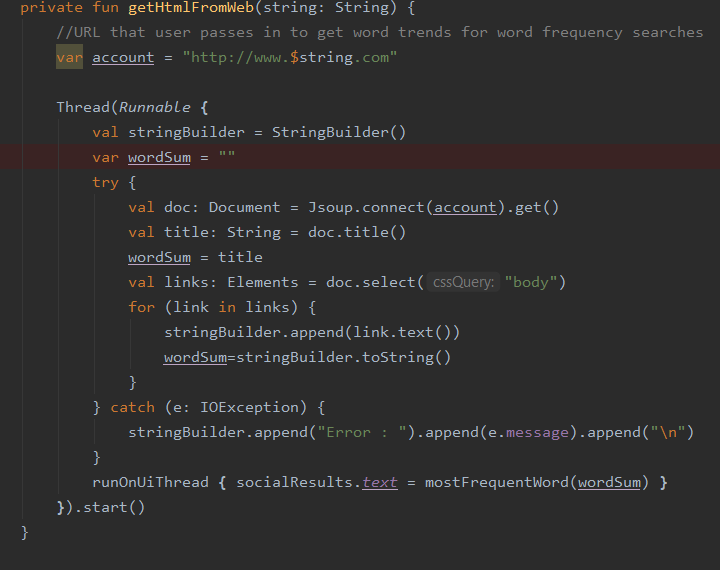 private fun getHtmlFromWeb(string: String) {
//URL that user passes in to get word trends for word frequency searches
var account = "http://www.$string.com"
Thread(Runnable {
val stringBuilder = StringBuilder()
var wordSum = ""
try {
val doc: Document = Jsoup.connect(account).get()
val title: String = doc.title()
wordSum = title
val links: Elements = doc.select( cssQuery: "body")
for (link in links) {
stringBuilder.append(link.text())
wordSum=stringBuilder.toString()
}
} catch (e: IOException) {
stringBuilder.append("Error : ").append(e.message).append("\n")
}
runOnUiThread { socialResults.text = mostFrequentWord(wordSum) }
}).start()
}